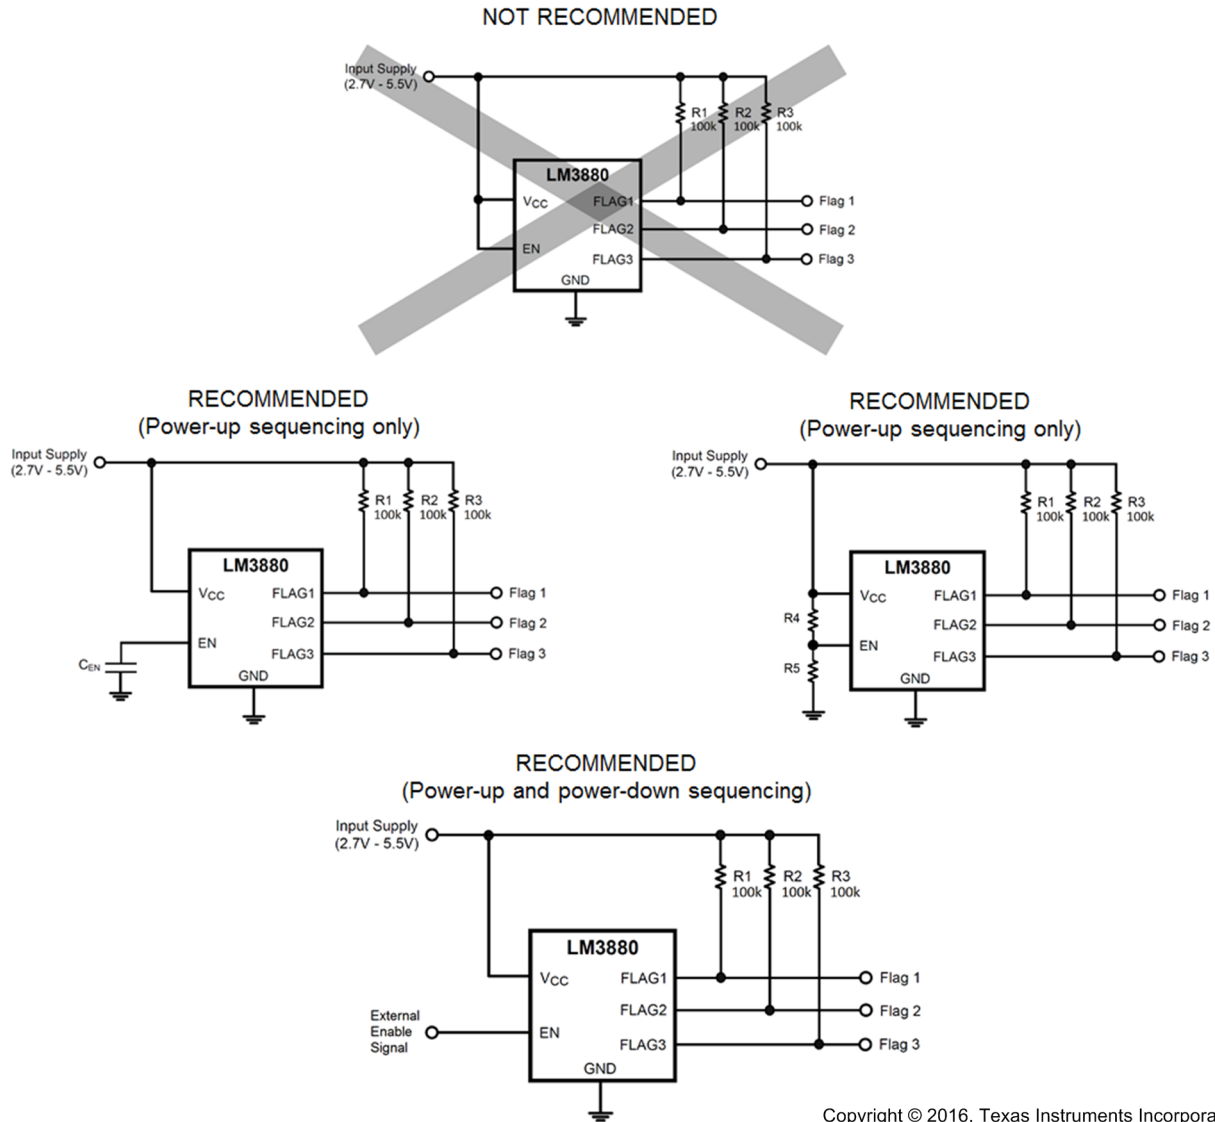 NOT RECOMMENDED
Input Supply
(2.7V - 5.5V)
R1
100k
R2
100k
R3
100k
LM3880
VCC
EN
FLAG1
FLAG2
FLAG3
GND
Flag 1
Flag 2
Flag 3
RECOMMENDED
(Power-up sequencing only)
Input Supply
(2.7V - 5.5V)
R1
100k
R2
100k
R3
100k
LM3880
VCC
EN
FLAG1
FLAG2
FLAG3
GND
CEN
Flag 1
Flag 2
Flag 3
RECOMMENDED
(Power-up sequencing only)
Input Supply
(2.7V - 5.5V)
R1
100k
R2
100k
R3
100k
LM3880
VCC
EN
FLAG1
FLAG2
FLAG3
GND
R4
R5
Flag 1
Flag 2
Flag 3
RECOMMENDED
(Power-up and power-down sequencing)
Input Supply
(2.7V - 5.5V)
R1
100k
R2
100k
R3
100k
LM3880
VCC
EN
FLAG1
FLAG2
FLAG3
GND
External
Enable
Signal
Flag 1
Flag 2
Flag 3
Copyright © 2016, Texas Instruments Incorpora